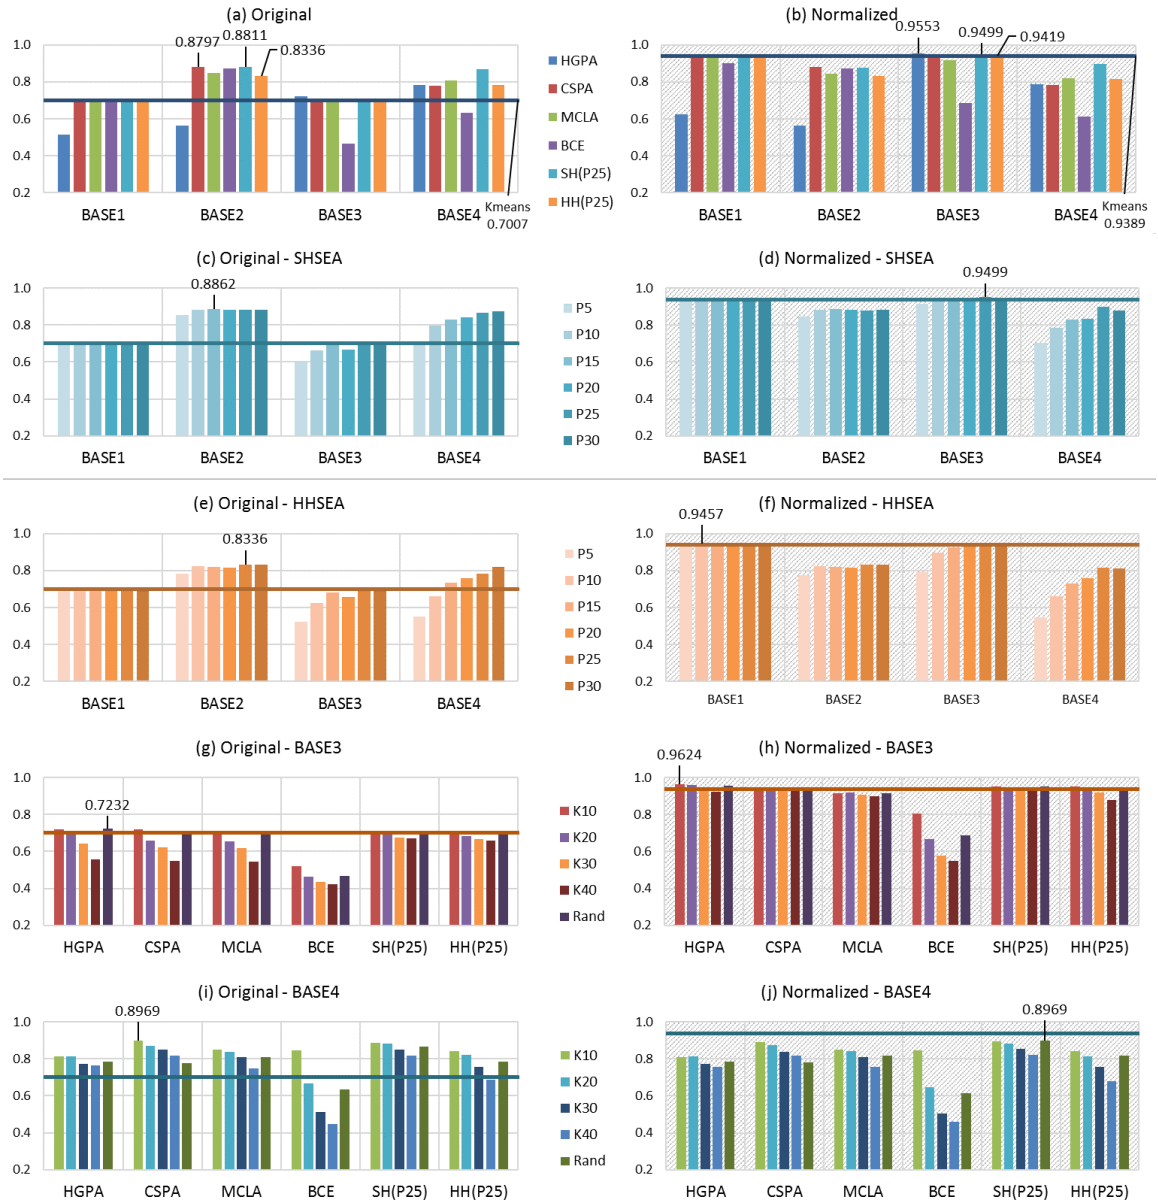 (a) Original
0.8797
0.8811
0.8336
1.0
0.8
0.6
0.4
0.2
BASE1
BASE2
BASE3
BASE4
Kmeans
0.7007
HGPA
CSPA
MCLA
BCE
SH(P25)
HH(P25)
(b) Normalized
0.9553
0.9499
0.9419
1.0
0.8
0.6
0.4
0.2
BASE1
BASE2
BASE3
BASE4
Kmeans
0.9389
(c) Original - SHSEA
0.8862
1.0
0.8
0.6
0.4
0.2
BASE1
BASE2
BASE3
BASE4
P5
P10
P15
P20
P25
P30
(d) Normalized - SHSEA
0.9499
1.0
0.8
0.6
0.4
0.2
BASE1
BASE2
BASE3
BASE4
(e) Original - HHSEA
0.8336
1.0
0.8
0.6
0.4
0.2
BASE1
BASE2
BASE3
BASE4
P5
P10
P15
P20
P25
P30
(f) Normalized - HHSEA
0.9457
1.0
0.8
0.6
0.4
0.2
BASE1
BASE2
BASE3
BASE4
(g) Original - BASE3
0.7232
1.0
0.8
0.6
0.4
0.2
HGPA
CSPA
MCLA
BCE
SH(P25)
HH(P25)
K10
K20
K30
K40
Rand
(h) Normalized - BASE3
0.9624
1.0
0.8
0.6
0.4
0.2
HGPA
CSPA
MCLA
BCE
SH(P25)
HH(P25)
(i) Original - BASE4
0.8969
1.0
0.8
0.6
0.4
0.2
HGPA
CSPA
MCLA
BCE
SH(P25)
HH(P25)
K10
K20
K30
K40
Rand
(j) Normalized - BASE4
0.8969
1.0
0.8
0.6
0.4
0.2
HGPA
CSPA
MCLA
BCE
SH(P25)
HH(P25)